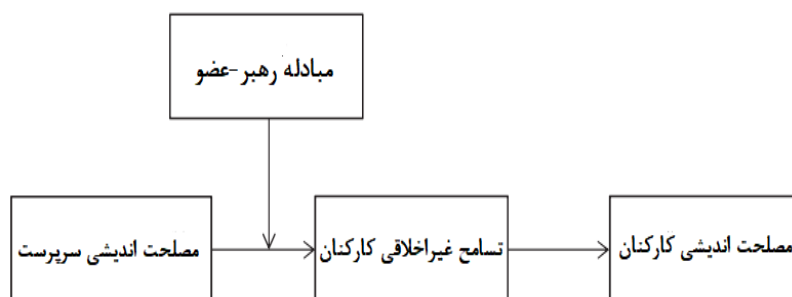 مبادله رهبر-عضو
مصلحت اندیشی کارکنان
تسامح غیراخلاقی کارکنان
مصلحت اندیشی سرپرست